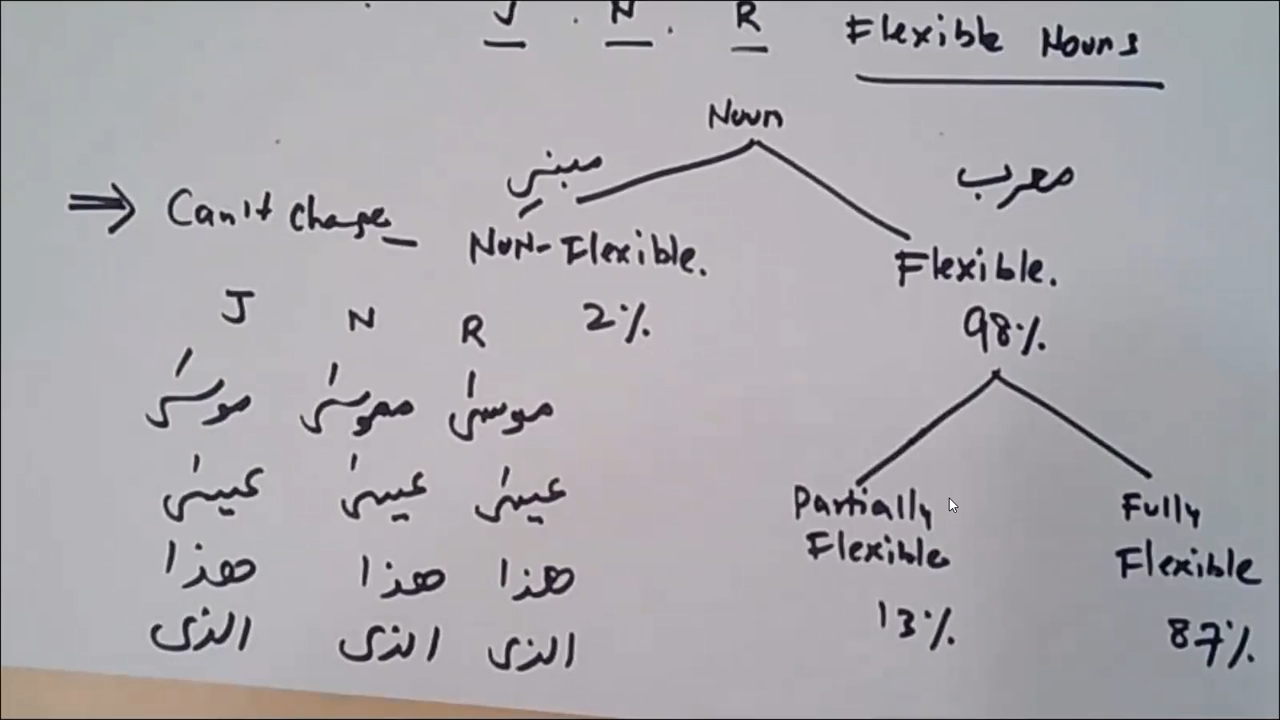 J . N . R Flexible Nouns
Noun
مبني معرب
⇒ Can't change
Non-Flexible. Flexible.
J N R 2% 98%
موسىٰ موسىٰ موسىٰ
عيسىٰ عيسىٰ عيسىٰ
Partially Flexible
Fully Flexible
هذا هذا هذا
13% 87%
الذى الذى الذى